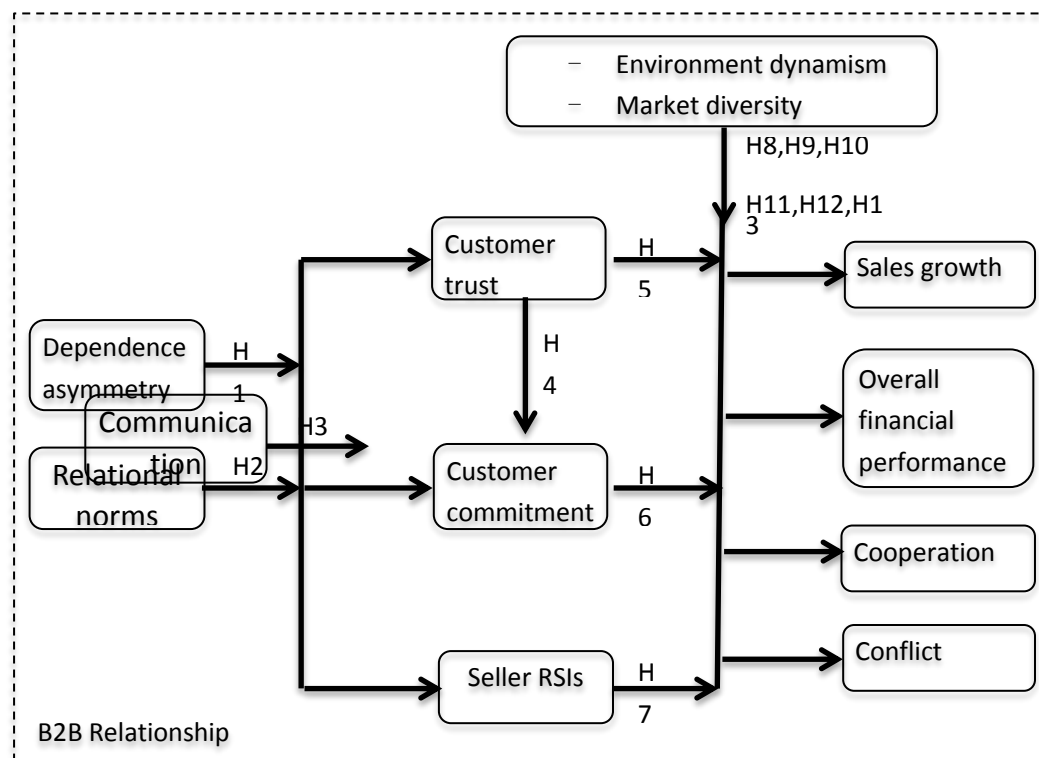 – Environment dynamism
– Market diversity
H8,H9,H10
H11,H12,H1
3
Customer
trust
H
5
Sales growth
Dependence
asymmetry
H
1
H
4
Overall
financial
performance
Communica
tion
H3
Relational
norms
H2
Customer
commitment
H
6
Cooperation
Conflict
Seller RSIs
H
7
B2B Relationship